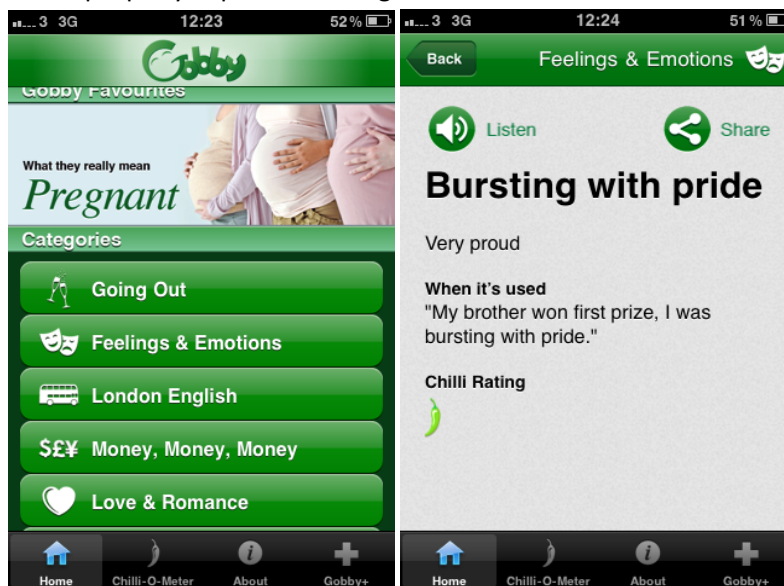 ...3 3G 12:23 52%
Gobby
Gobby Favourites
What they really mean
Pregnant
Categories
Going Out
Feelings & Emotions
London English
$£¥ Money, Money, Money
Love & Romance
Home Chilli-O-Meter About Gobby+
...3 3G 12:24 51%
Back Feelings & Emotions
Listen Share
Bursting with pride
Very proud
When it's used
"My brother won first prize, I was
bursting with pride."
Chilli Rating
Home Chilli-O-Meter About Gobby+